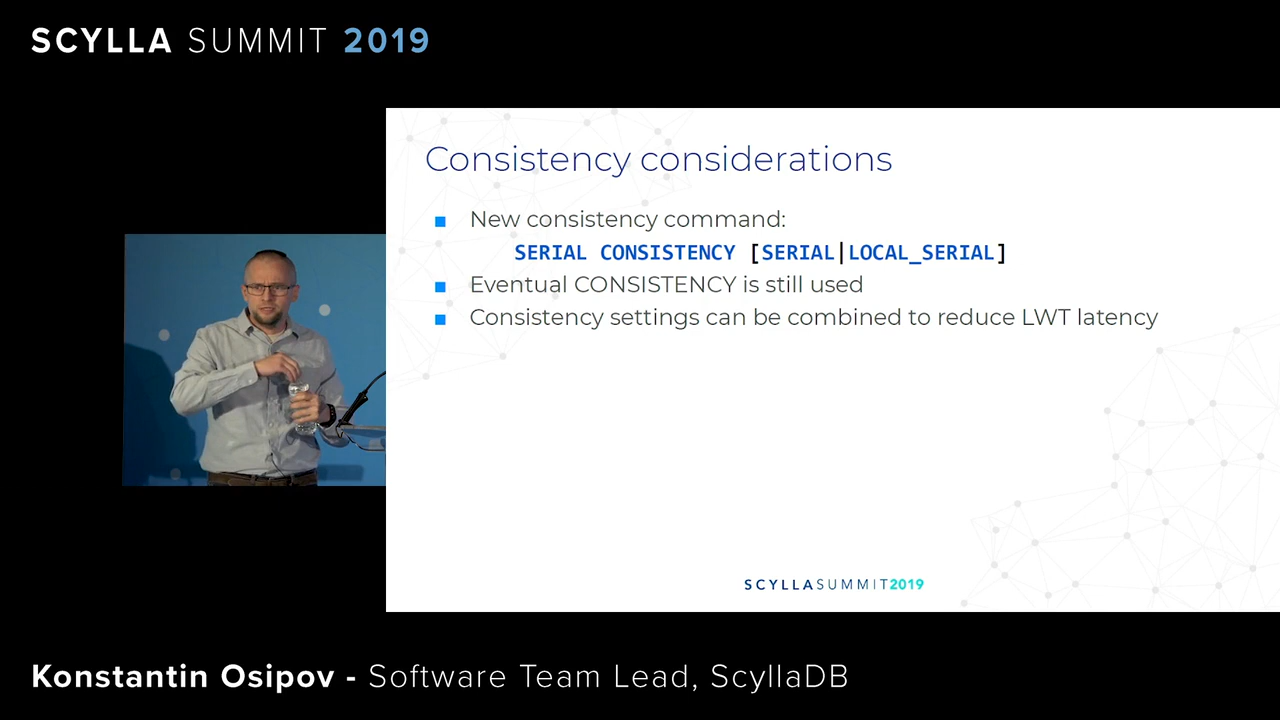 SCYLLA SUMMIT 2019
Consistency considerations
New consistency command:
SERIAL CONSISTENCY [SERIAL|LOCAL_SERIAL]
Eventual CONSISTENCY is still used
Consistency settings can be combined to reduce LWT latency
SCYLLASUMMIT2019
Konstantin Osipov - Software Team Lead, ScyllaDB